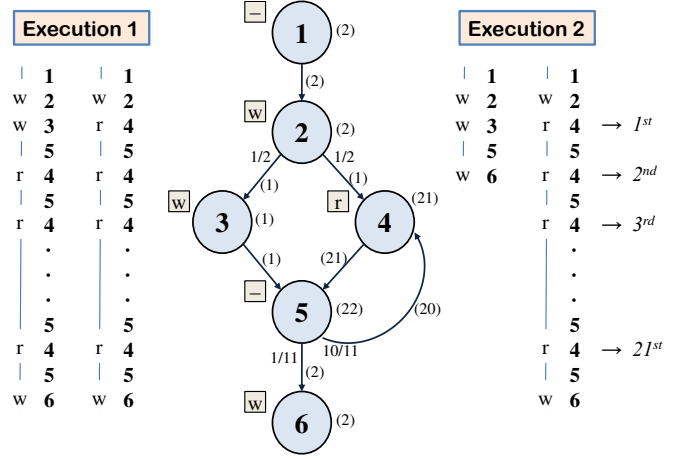 Execution 1
| 1 | 1
w 2 w 2
w 3 r 4
| 5 | 5
r 4 r 4
| 5 | 5
r 4 r 4
. .
. .
. .
5 5
r 4 r 4
| 5 | 5
w 6 w 6
– 1 (2)
(2)
w 2 (2)
1/2 1/2
(1) (1)
w 3 (1)
r 4 (21)
(1) (21)
– 5 (22)
(20)
1/11 10/11
(2)
w 6 (2)
Execution 2
| 1 | 1
w 2 w 2
w 3 r 4 → 1st
| 5 | 5
w 6 r 4 → 2nd
| 5
r 4 → 3rd
.
.
.
5
r 4 → 21st
| 5
w 6